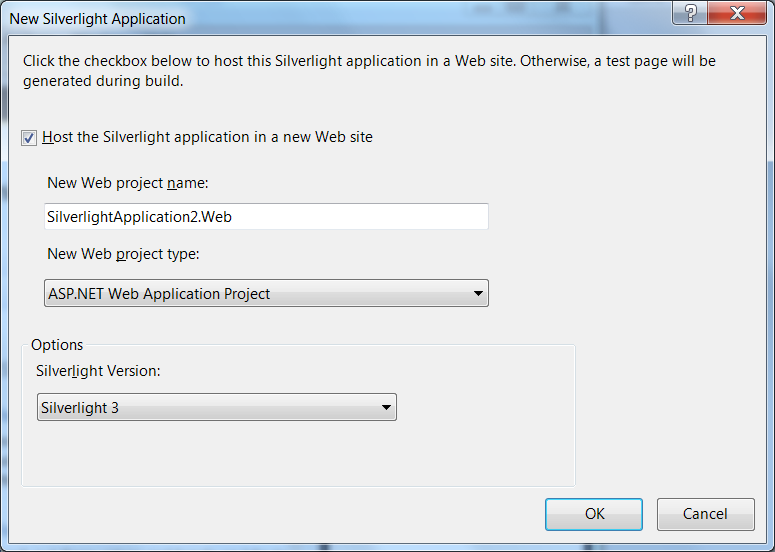 New Silverlight Application
?
X
Click the checkbox below to host this Silverlight application in a Web site. Otherwise, a test page will be
generated during build.
Host the Silverlight application in a new Web site
New Web project name:
SilverlightApplication2.Web
New Web project type:
ASP.NET Web Application Project
Options
Silverlight Version:
Silverlight 3
OK
Cancel